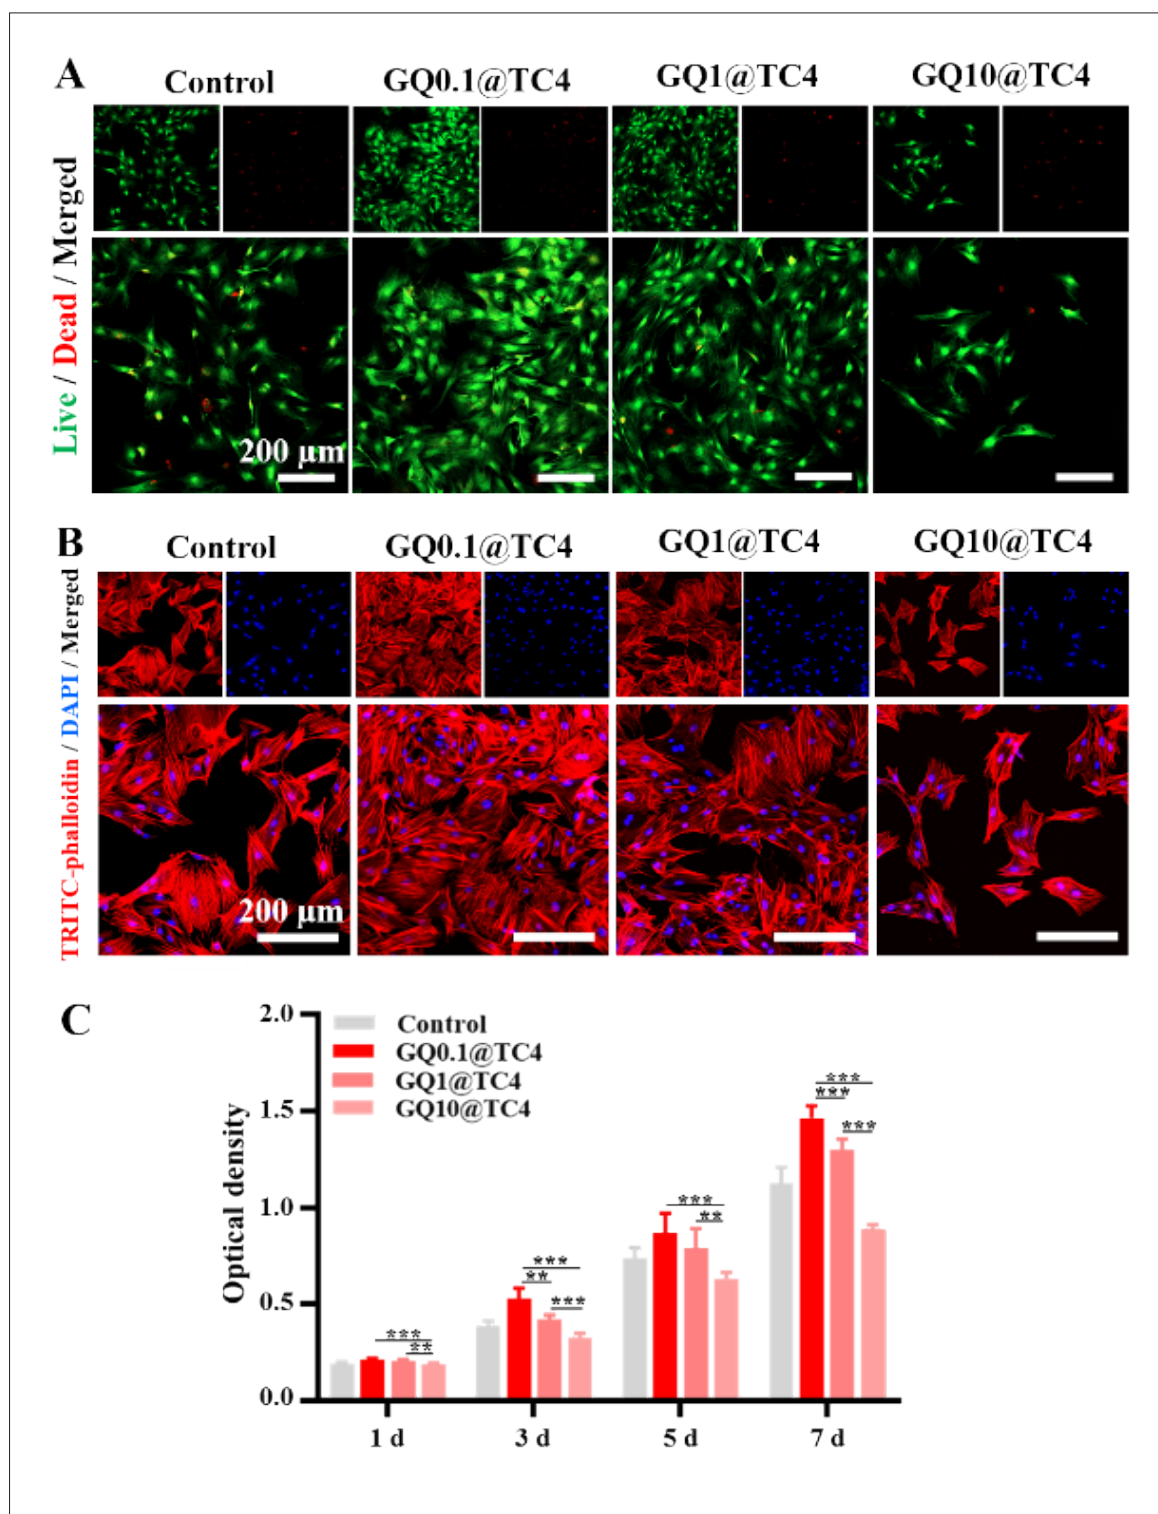 A
Control
GQ0.1@TC4
GQ1@TC4
GQ10@TC4
Live / Dead / Merged
200 μm
B
Control
GQ0.1@TC4
GQ1@TC4
GQ10@TC4
TRITC-phalloidin / DAPI / Merged
200 μm
C
Optical density
2.0
1.5
1.0
0.5
0.0
Control
GQ0.1@TC4
GQ1@TC4
GQ10@TC4
***
**
***
**
***
***
**
***
***
***
1 d
3 d
5 d
7 d